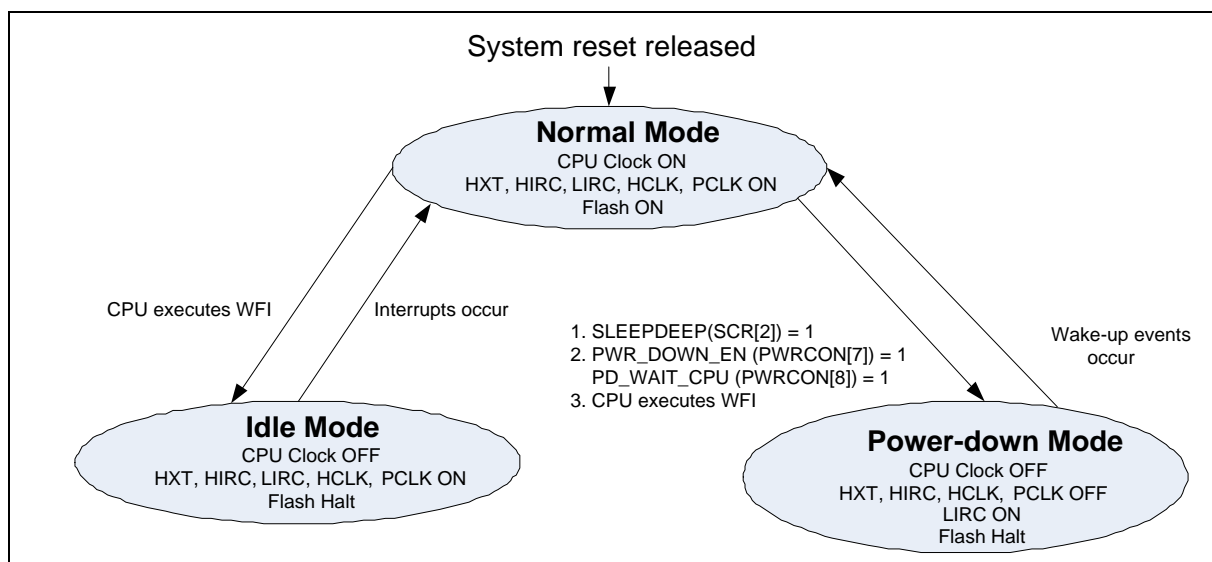 System reset released
Normal Mode
CPU Clock ON
HXT, HIRC, LIRC, HCLK, PCLK ON
Flash ON
CPU executes WFI
Interrupts occur
1. SLEEPDEEP(SCR[2]) = 1
2. PWR_DOWN_EN (PWRCON[7]) = 1
PD_WAIT_CPU (PWRCON[8]) = 1
3. CPU executes WFI
Wake-up events
occur
Idle Mode
CPU Clock OFF
HXT, HIRC, LIRC, HCLK, PCLK ON
Flash Halt
Power-down Mode
CPU Clock OFF
HXT, HIRC, HCLK, PCLK OFF
LIRC ON
Flash Halt